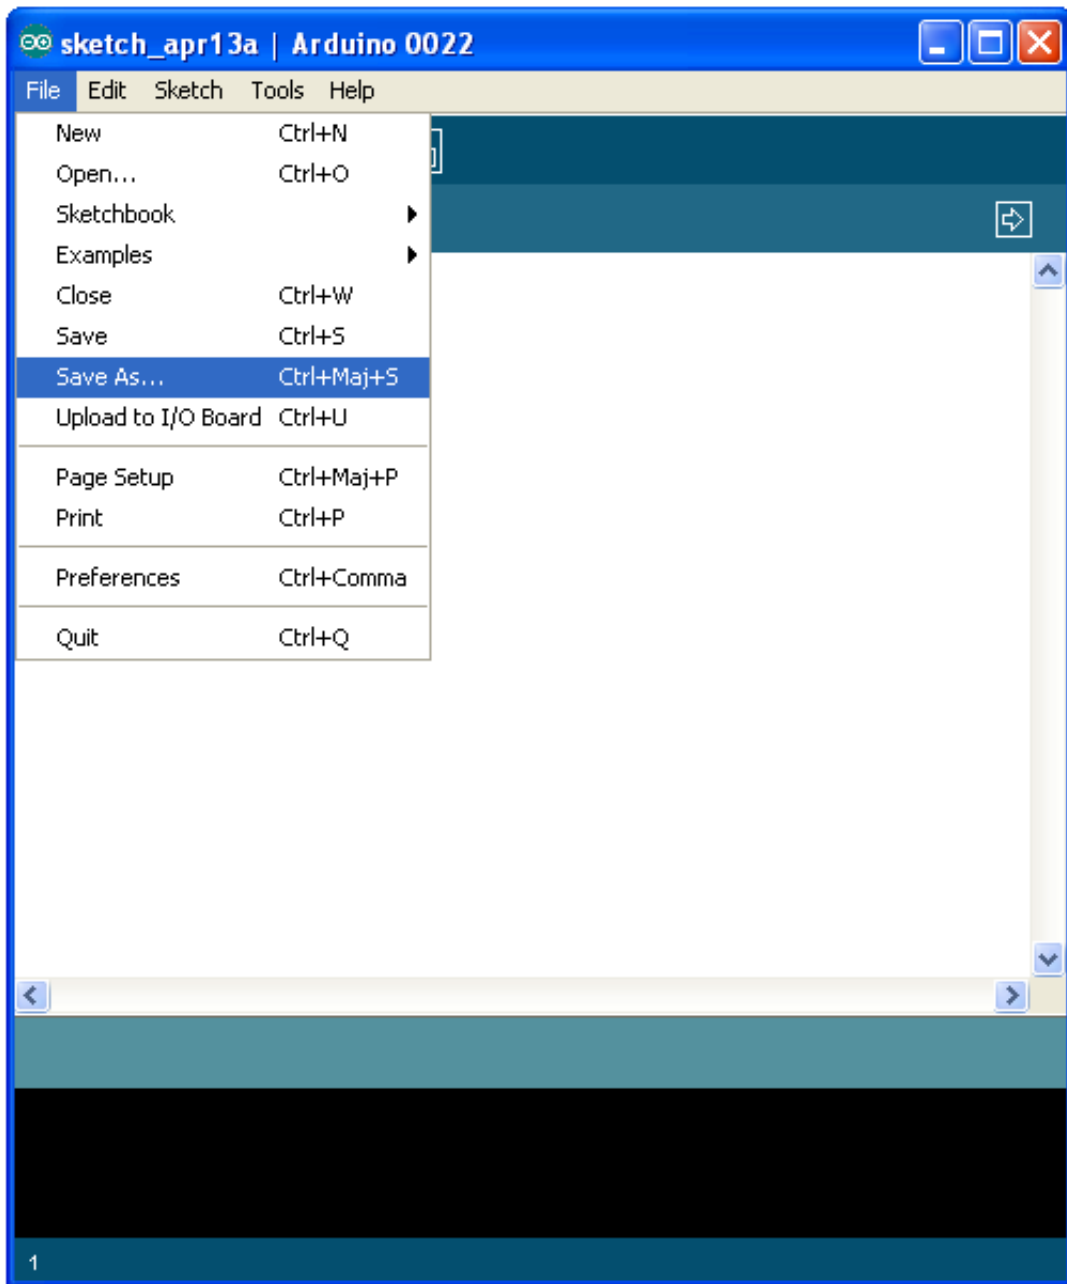 sketch_apr13a | Arduino 0022
File Edit Sketch Tools Help
New Ctrl+N
Open... Ctrl+O
Sketchbook
Examples
Close Ctrl+W
Save Ctrl+S
Save As... Ctrl+Maj+S
Upload to I/O Board Ctrl+U
Page Setup Ctrl+Maj+P
Print Ctrl+P
Preferences Ctrl+Comma
Quit Ctrl+Q
1